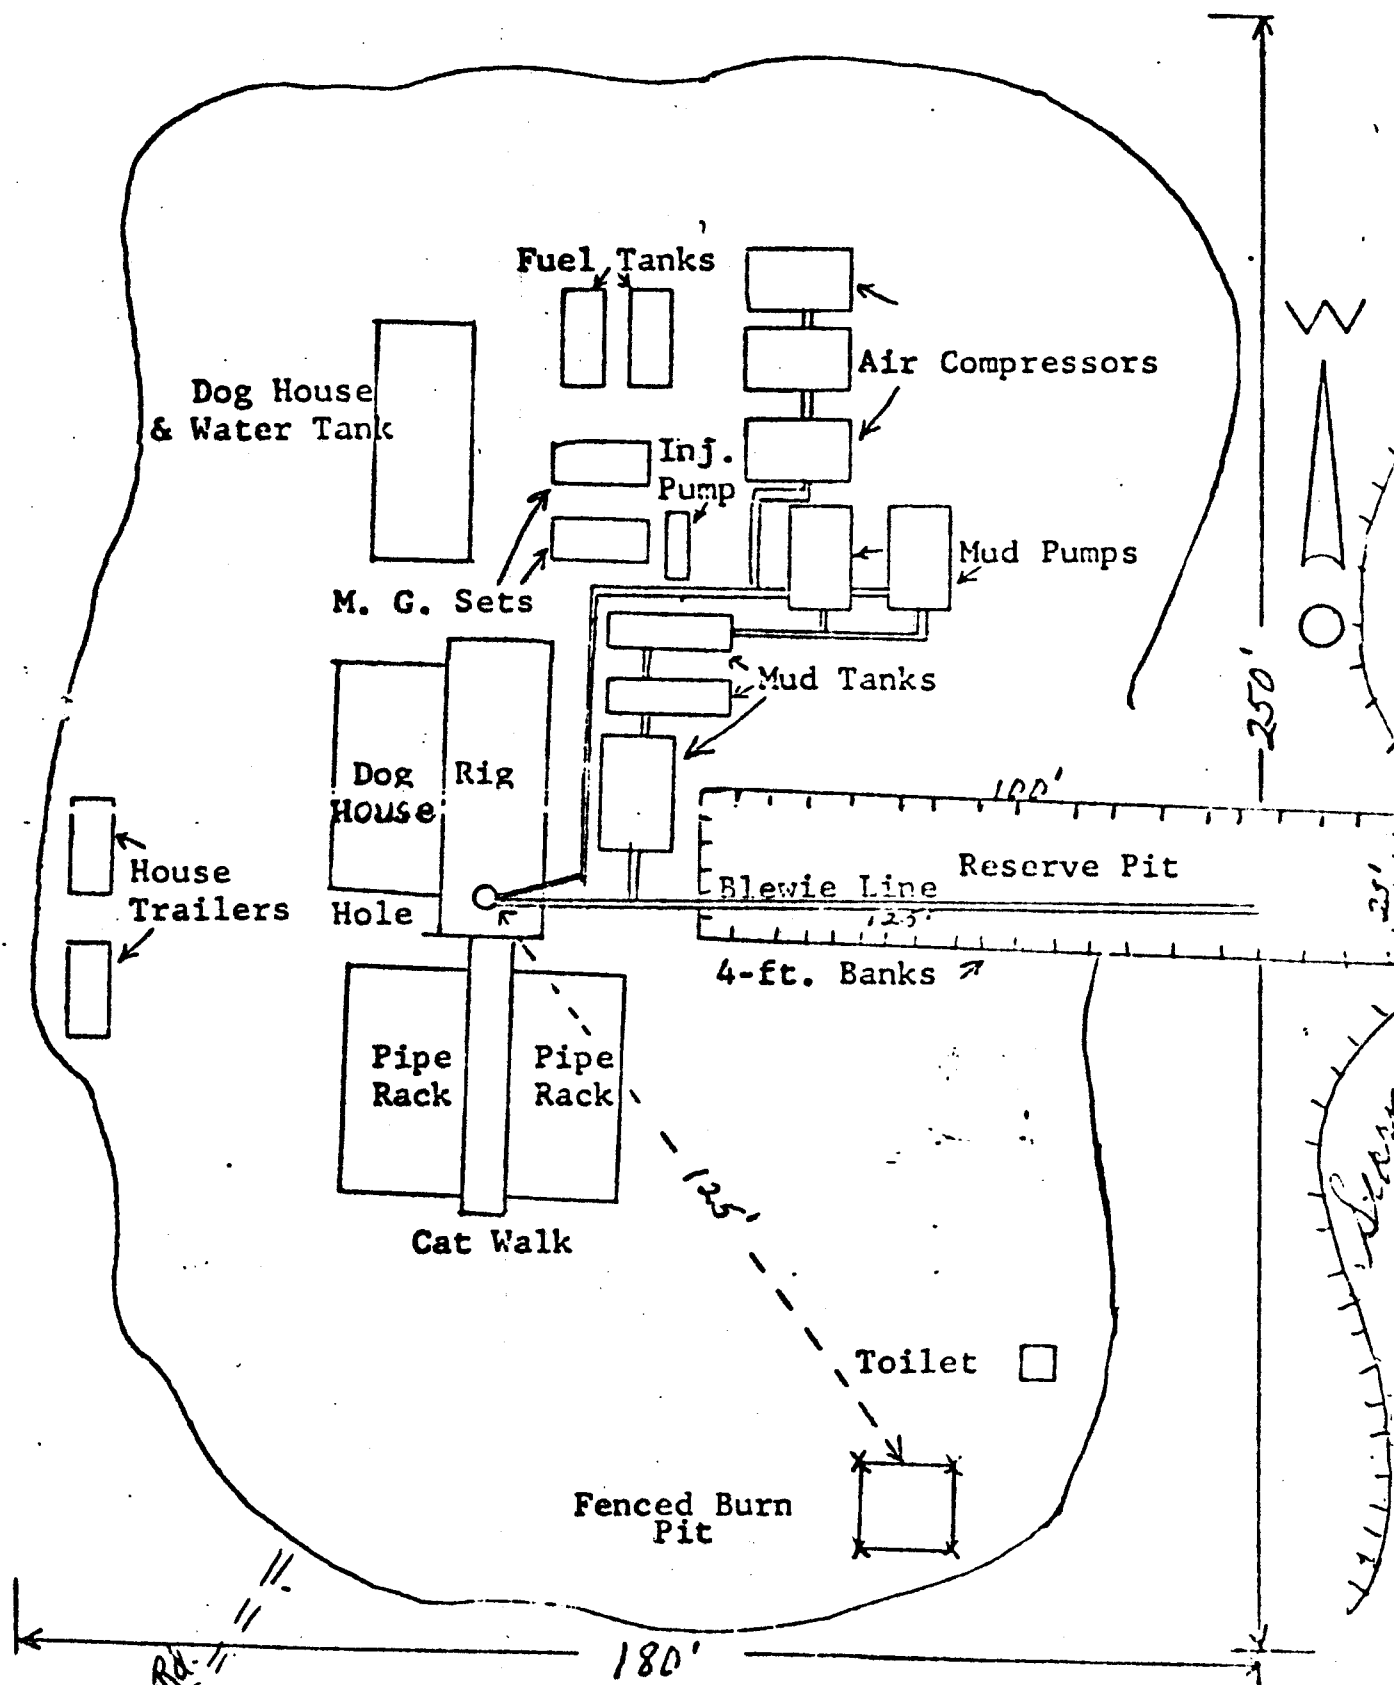 Fuel Tanks
W
Air Compressors
Dog House
& Water Tank
Inj.
Pump
Mud Pumps
M. G. Sets
250'
Mud Tanks
Dog
House
Rig
100'
Reserve Pit
25'
Blewie Line
125'
House
Trailers
Hole
4-ft. Banks
Pipe
Rack
Pipe
Rack
125'
Cat Walk
Toilet
Fenced Burn
Pit
180'
Rd.